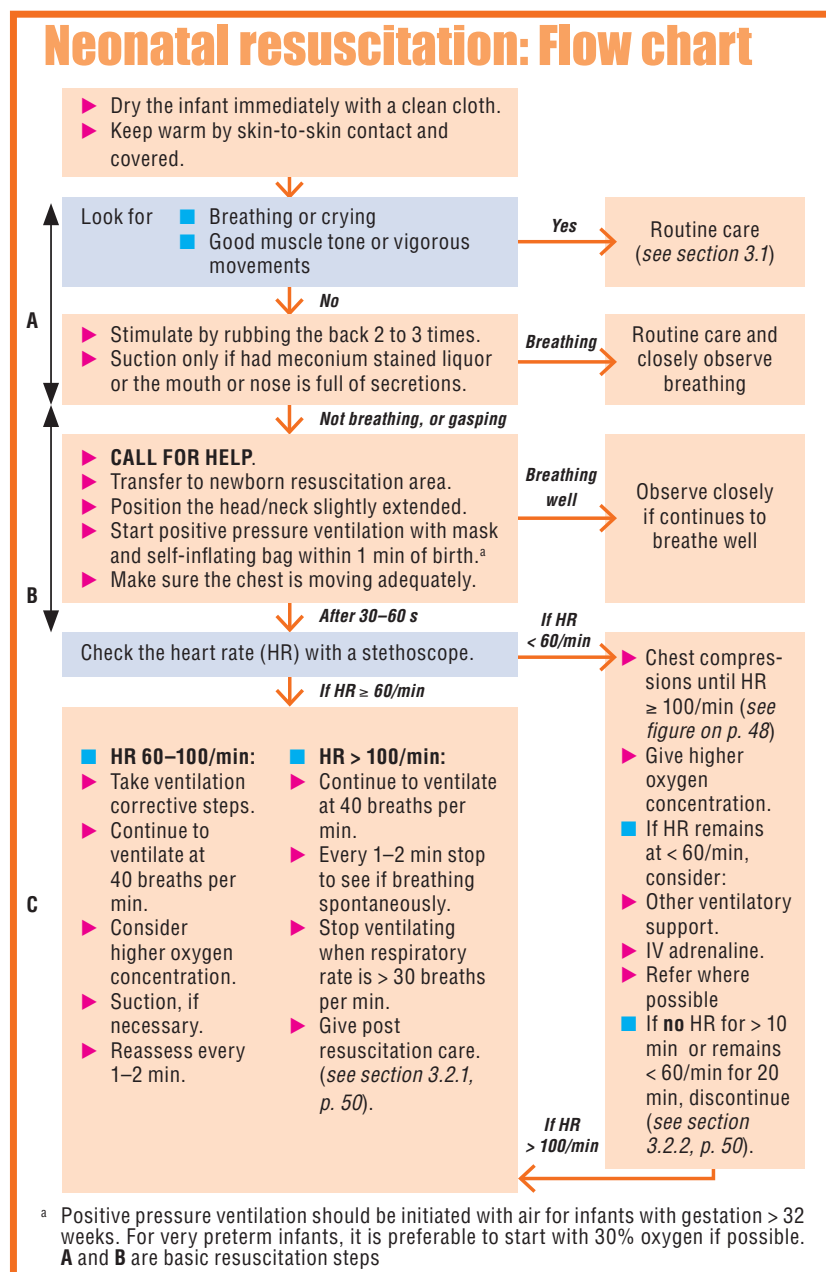 Neonatal resuscitation: Flow chart
▶ Dry the infant immediately with a clean cloth.
▶ Keep warm by skin-to-skin contact and
covered.
A
Look for
■ Breathing or crying
■ Good muscle tone or vigorous
movements
Yes
Routine care
(see section 3.1)
No
▶ Stimulate by rubbing the back 2 to 3 times.
▶ Suction only if had meconium stained liquor
or the mouth or nose is full of secretions.
Breathing
Routine care and
closely observe
breathing
Not breathing, or gasping
B
▶ CALL FOR HELP.
▶ Transfer to newborn resuscitation area.
▶ Position the head/neck slightly extended.
▶ Start positive pressure ventilation with mask
and self-inflating bag within 1 min of birth.ᵃ
▶ Make sure the chest is moving adequately.
Breathing
well
Observe closely
if continues to
breathe well
After 30–60 s
Check the heart rate (HR) with a stethoscope.
If HR
< 60/min
▶ Chest compres-
sions until HR
≥ 100/min (see
figure on p. 48)
▶ Give higher
oxygen
concentration.
■ If HR remains
at < 60/min,
consider:
▶ Other ventilatory
support.
▶ IV adrenaline.
▶ Refer where
possible
■ If no HR for > 10
min or remains
< 60/min for 20
min, discontinue
(see section
3.2.2, p. 50).
If HR ≥ 60/min
C
■ HR 60–100/min:
▶ Take ventilation
corrective steps.
▶ Continue to
ventilate at
40 breaths per
min.
▶ Consider
higher oxygen
concentration.
▶ Suction, if
necessary.
▶ Reassess every
1–2 min.
■ HR > 100/min:
▶ Continue to ventilate
at 40 breaths per
min.
▶ Every 1–2 min stop
to see if breathing
spontaneously.
▶ Stop ventilating
when respiratory
rate is > 30 breaths
per min.
▶ Give post
resuscitation care.
(see section 3.2.1,
p. 50).
If HR
> 100/min
ᵃ Positive pressure ventilation should be initiated with air for infants with gestation > 32
weeks. For very preterm infants, it is preferable to start with 30% oxygen if possible.
A and B are basic resuscitation steps